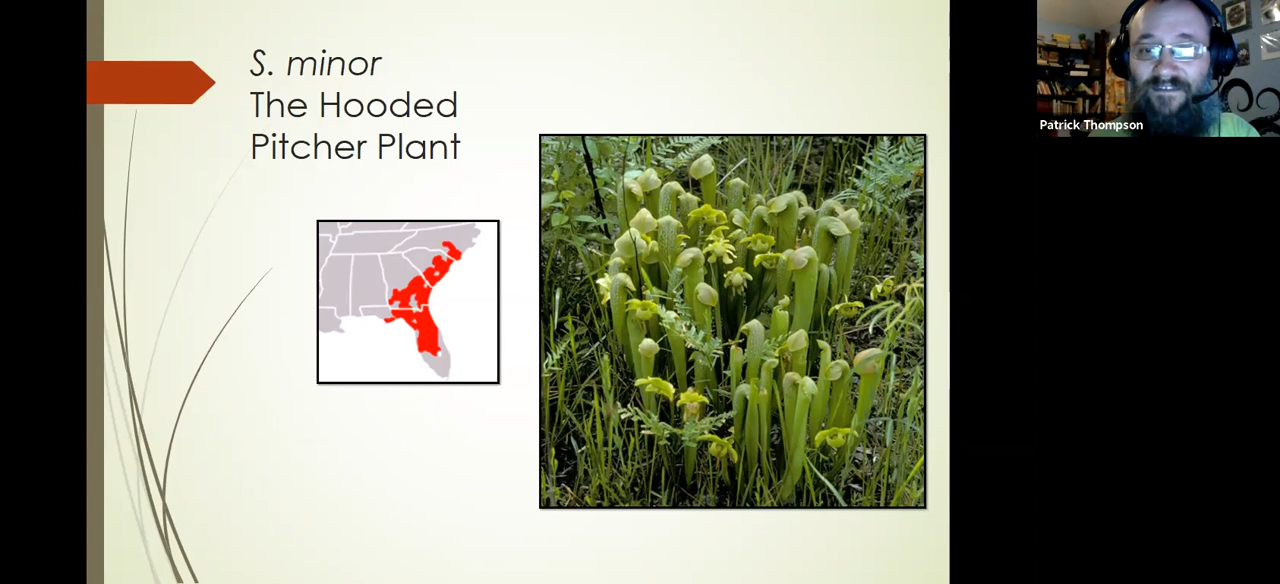 S. minor
The Hooded
Pitcher Plant
Patrick Thompson